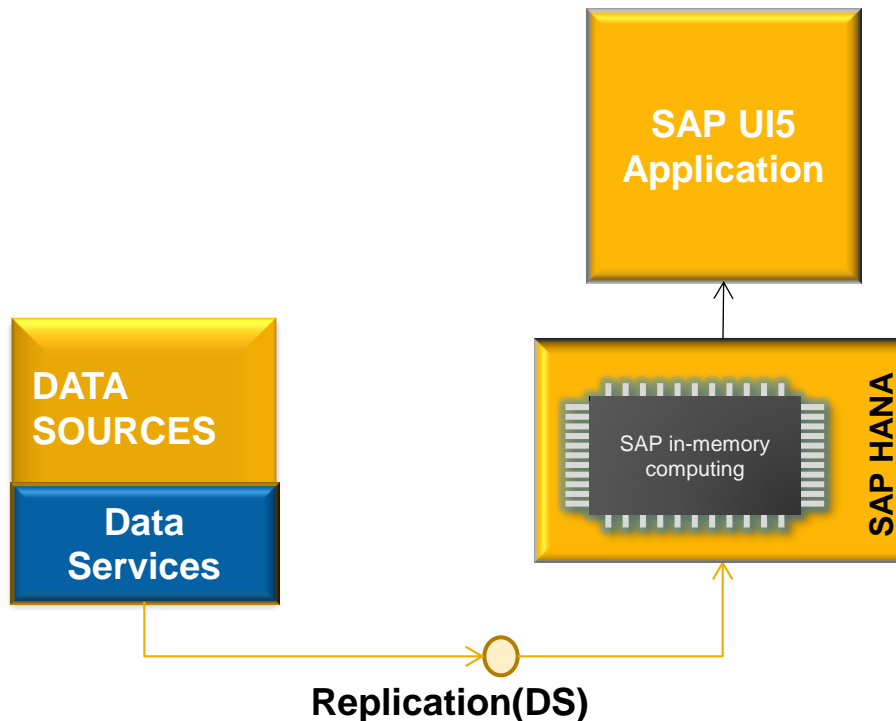 SAP UI5
Application
DATA
SOURCES
Data
Services
SAP in-memory
computing
SAP HANA
Replication(DS)